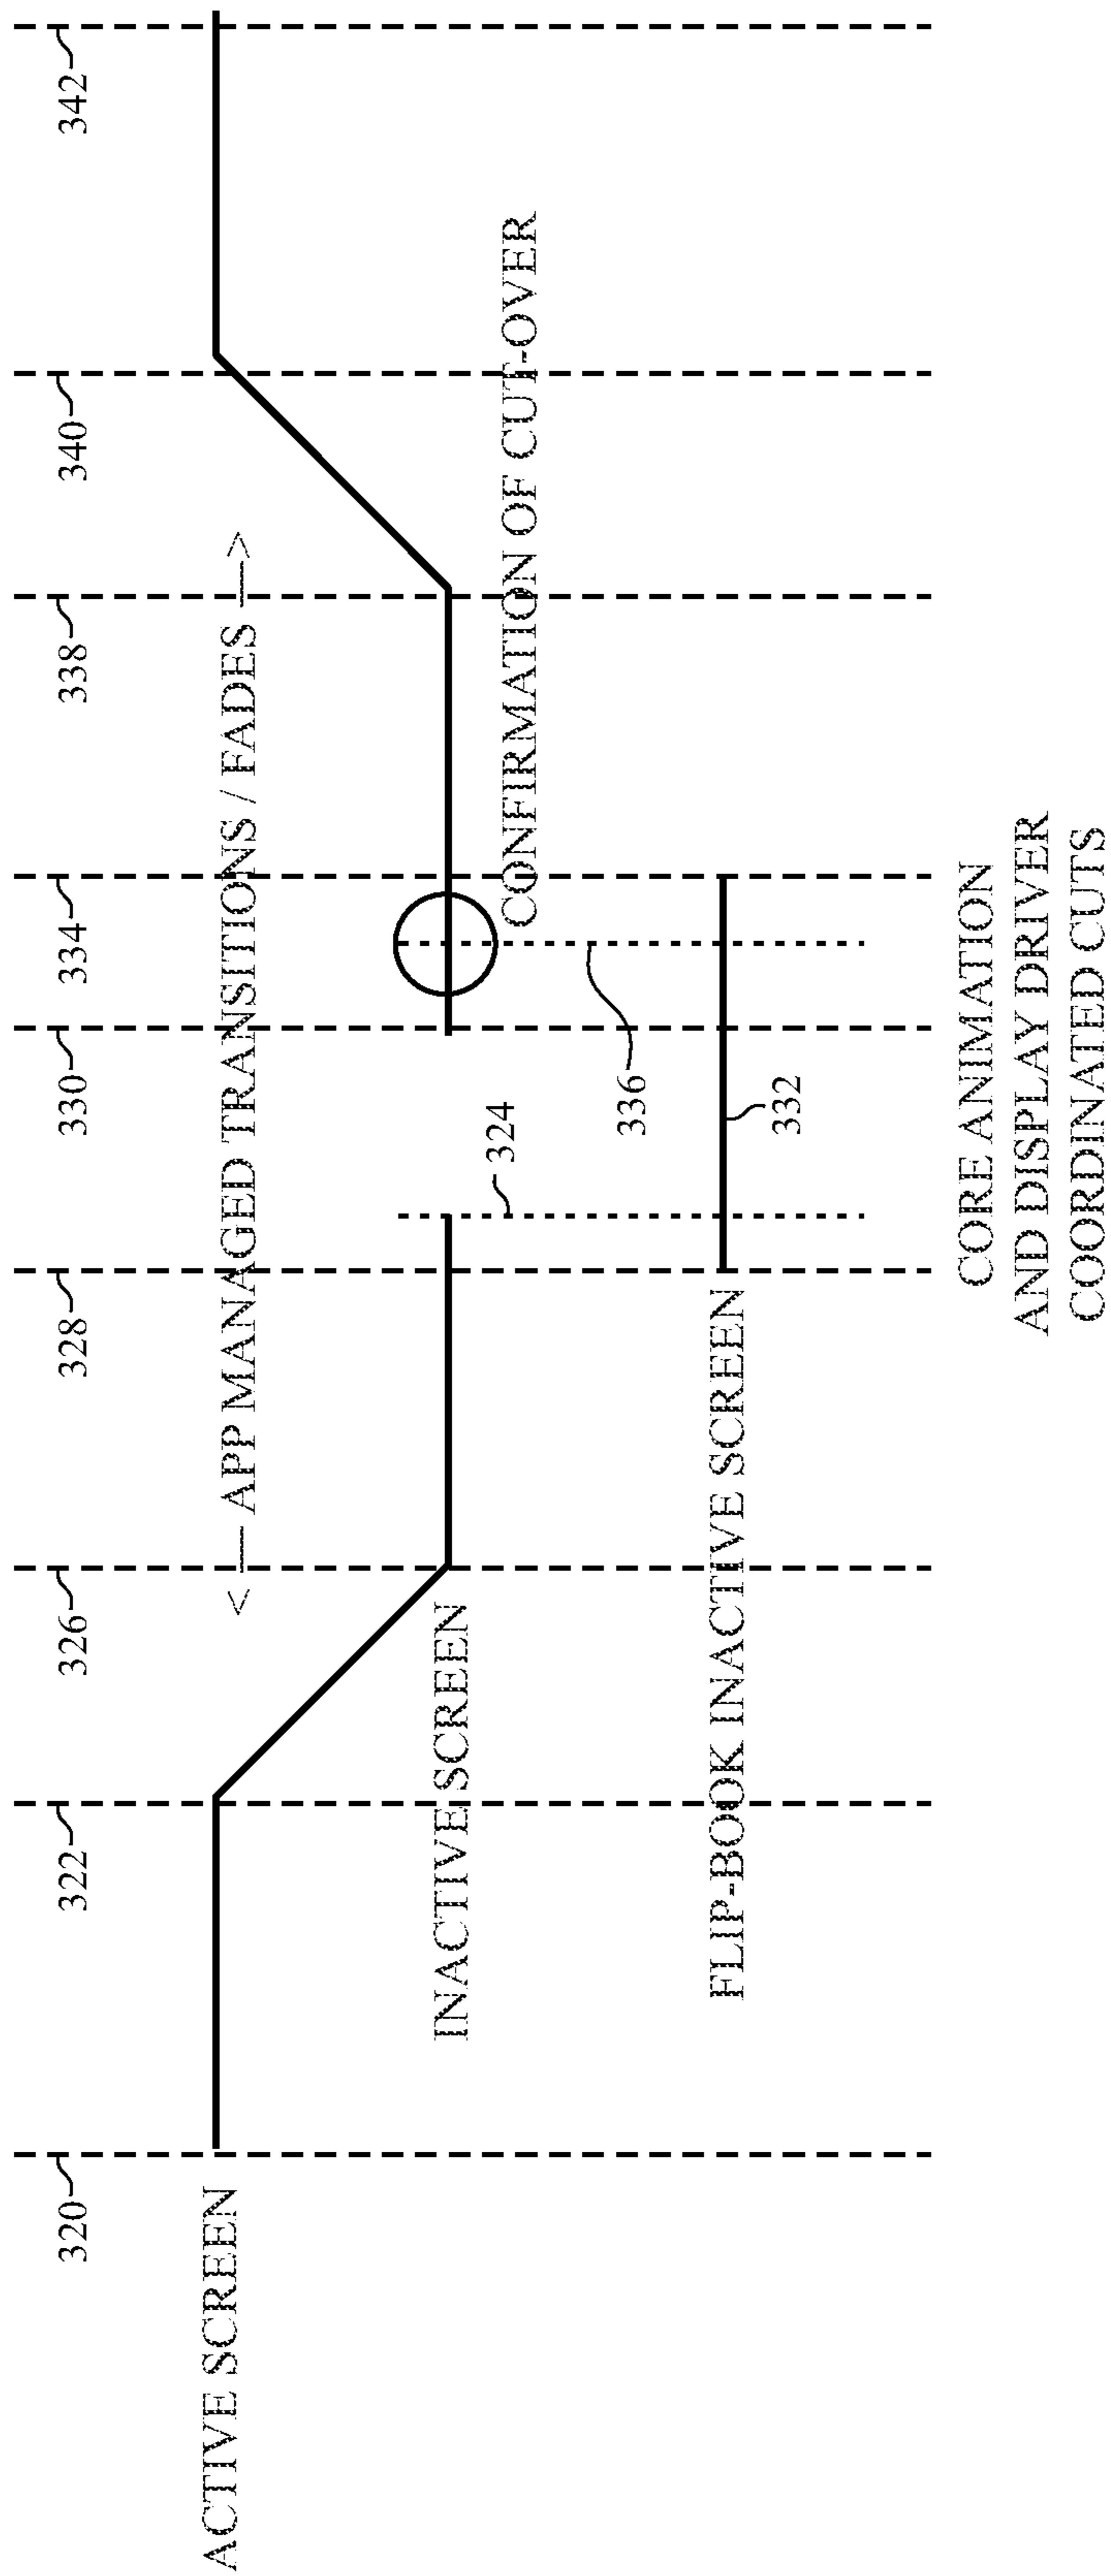 320
322
326
328
330
334
338
340
342
ACTIVE SCREEN
<— APP MANAGED TRANSITIONS / FADES —>
INACTIVE SCREEN
324
CONFIRMATION OF CUT-OVER
336
FLIP-BOOK INACTIVE SCREEN
332
CORE ANIMATION
AND DISPLAY DRIVER
COORDINATED CUTS